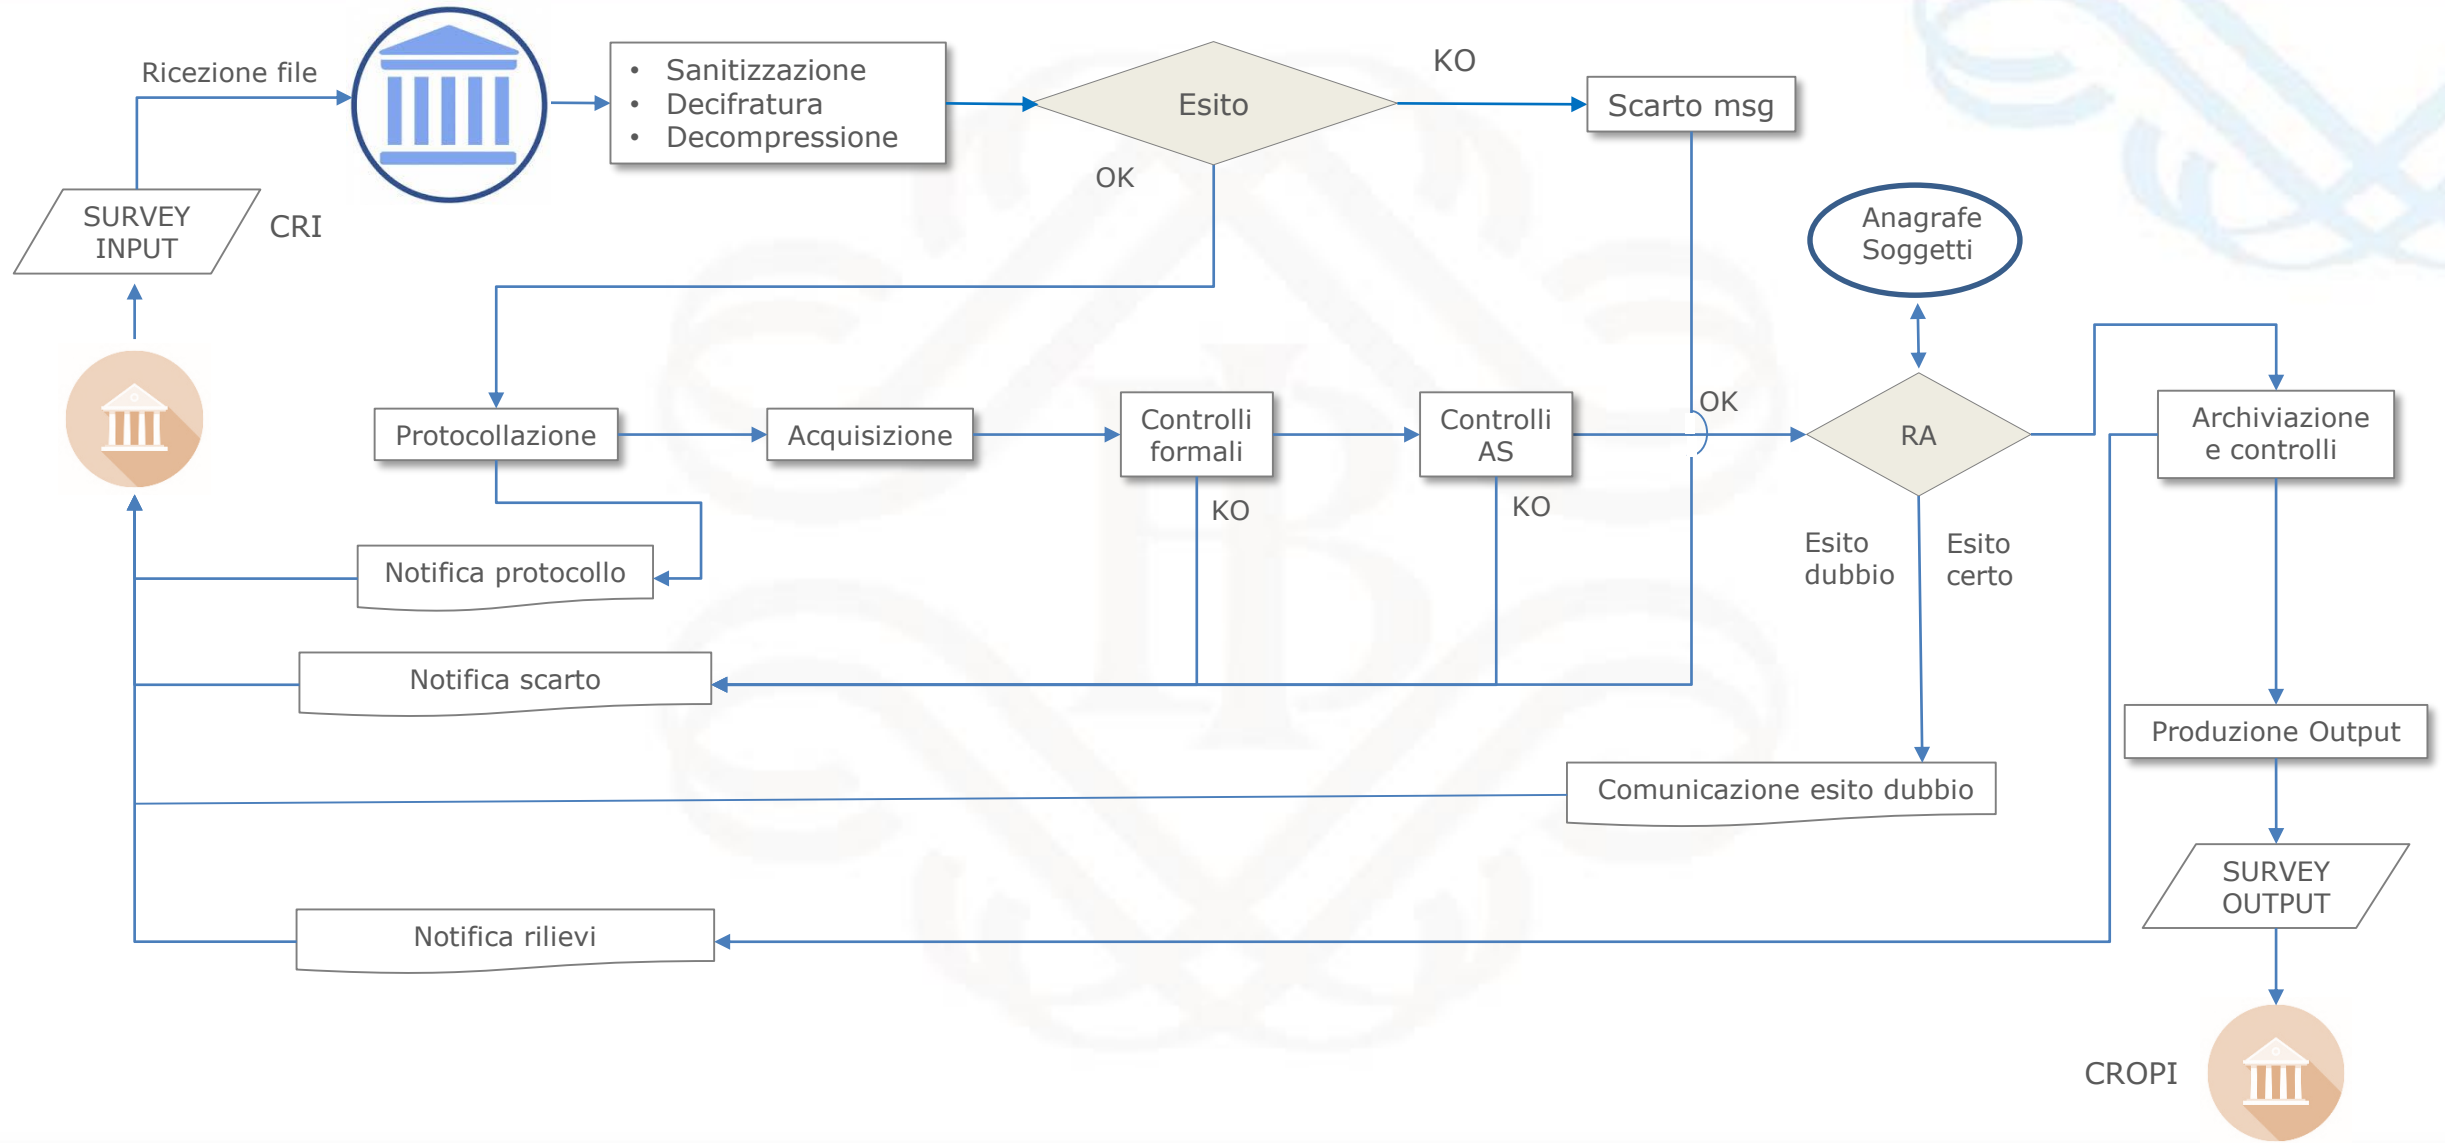 Ricezione file
• Sanitizzazione
• Decifratura
• Decompressione
Esito
KO
Scarto msg
OK
SURVEY
INPUT
CRI
Anagrafe
Soggetti
Protocollazione
Acquisizione
Controlli
formali
Controlli
AS
OK
RA
Archiviazione
e controlli
KO
KO
Esito
dubbio
Esito
certo
Notifica protocollo
Notifica scarto
Produzione Output
Comunicazione esito dubbio
SURVEY
OUTPUT
Notifica rilievi
CROPI